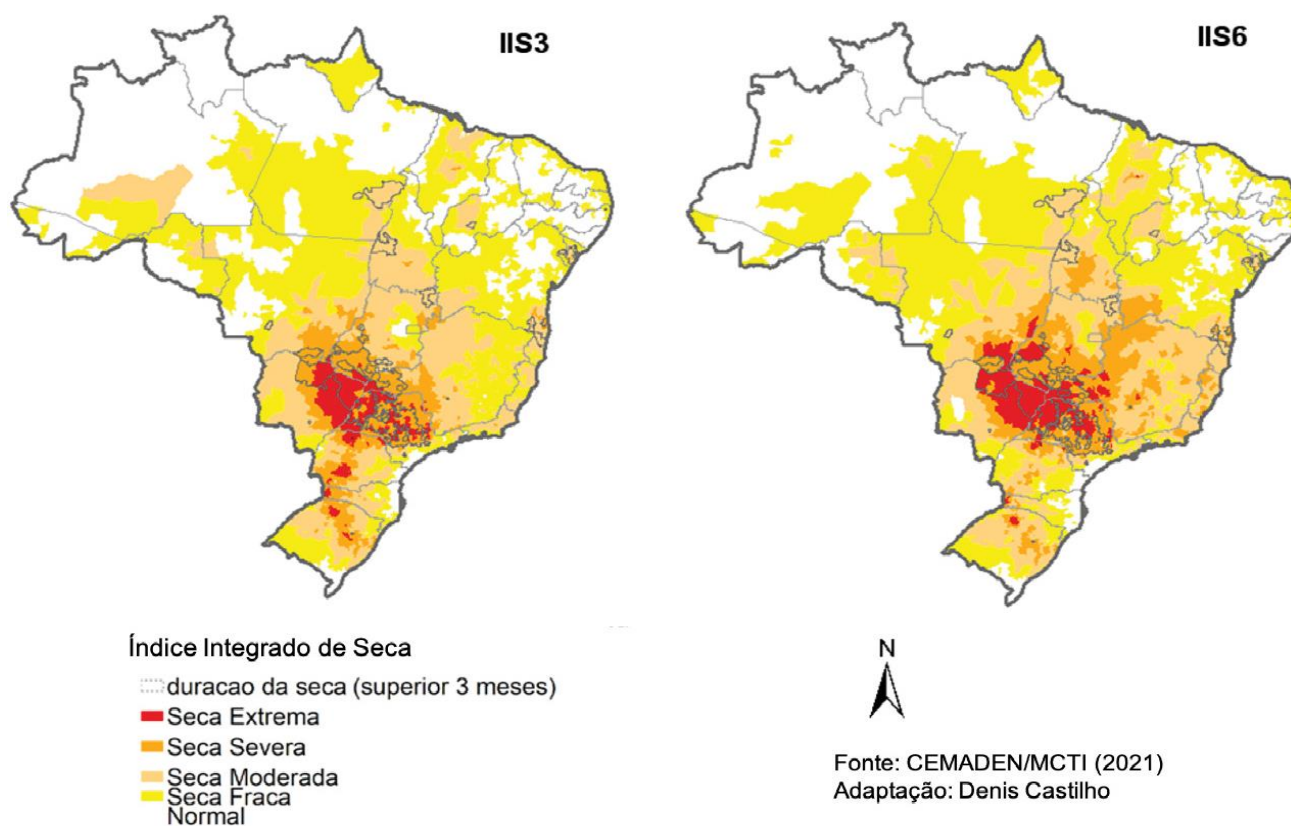 IIS3
IIS6
Índice Integrado de Seca
duracao da seca (superior 3 meses)
Seca Extrema
Seca Severa
Seca Moderada
Seca Fraca
Normal
N
Fonte: CEMADEN/MCTI (2021)
Adaptação: Denis Castilho